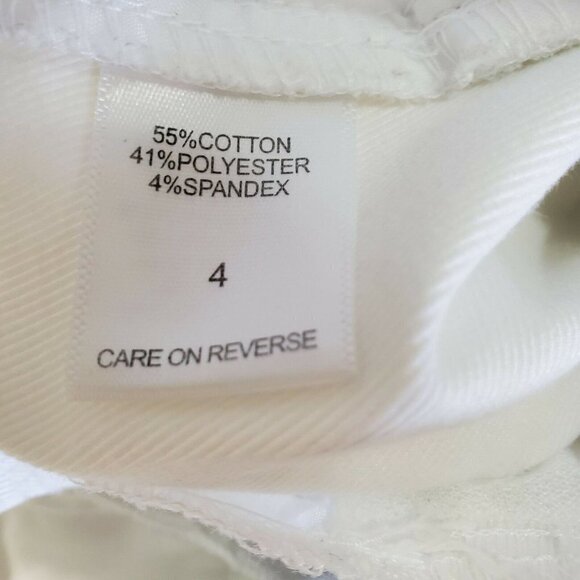 55%COTTON
41%POLYESTER
4%SPANDEX
4
CARE ON REVERSE